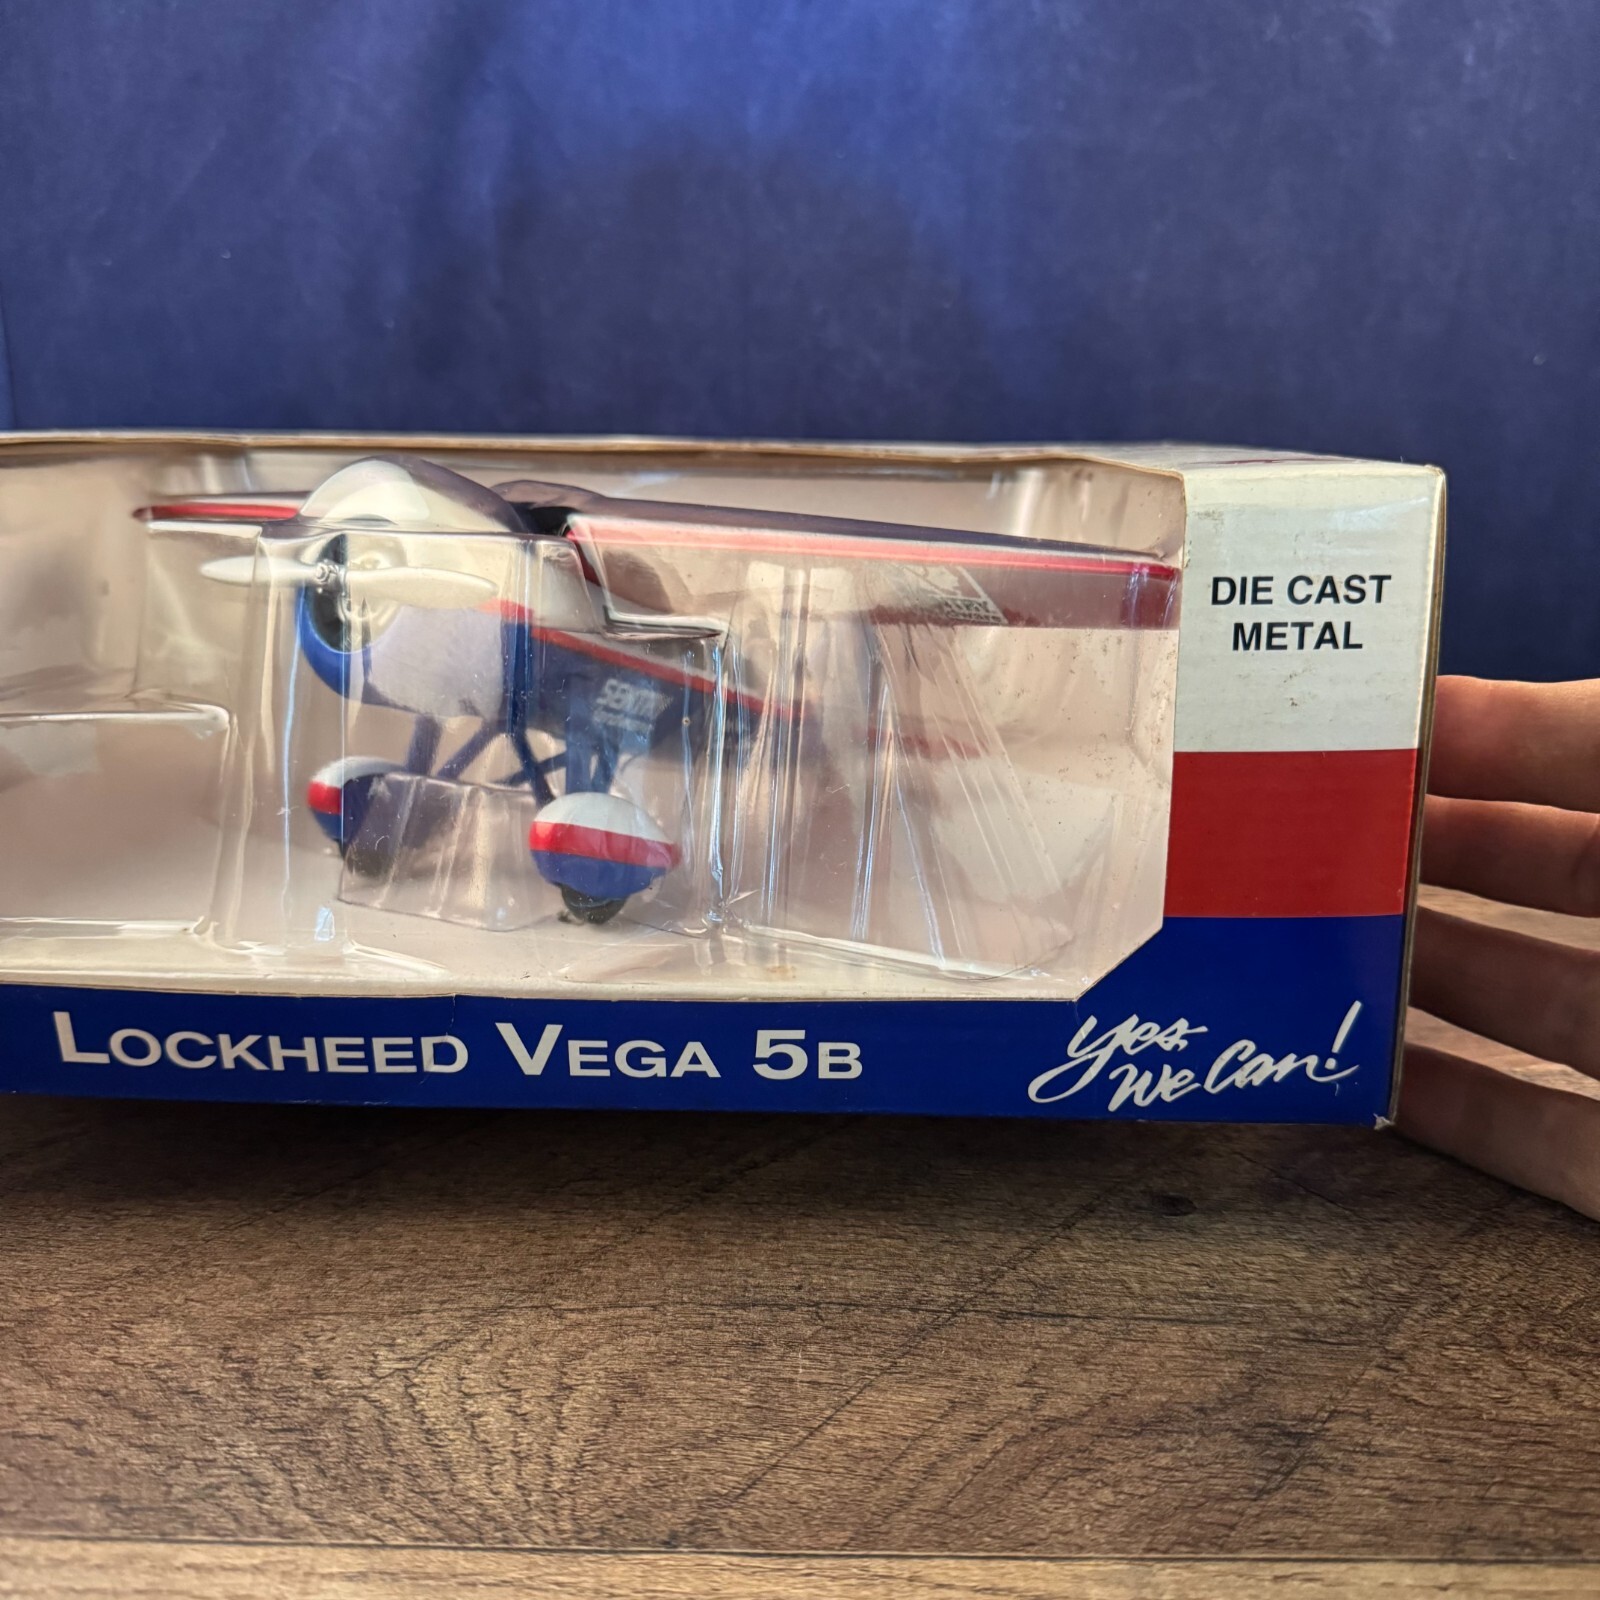 DIE CAST
METAL
LOCKHEED VEGA 5B
Yes,
We Can!